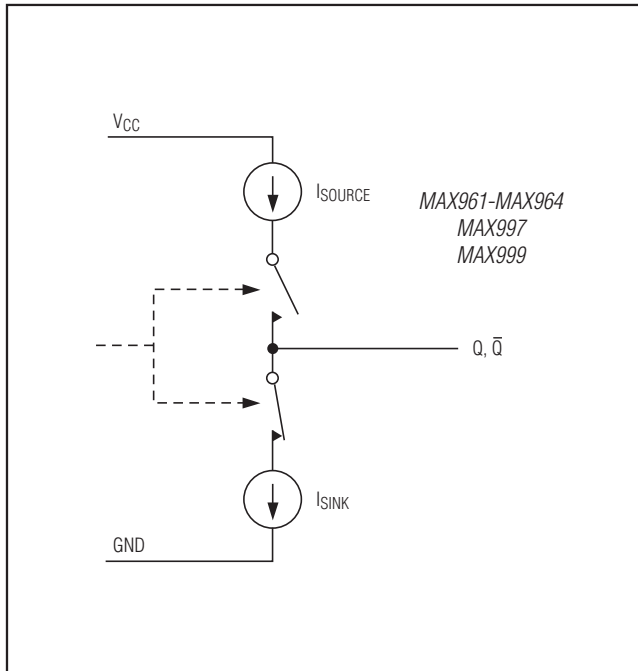 VCC
ISOURCE
MAX961-MAX964
MAX997
MAX999
Q, Q̅
ISINK
GND